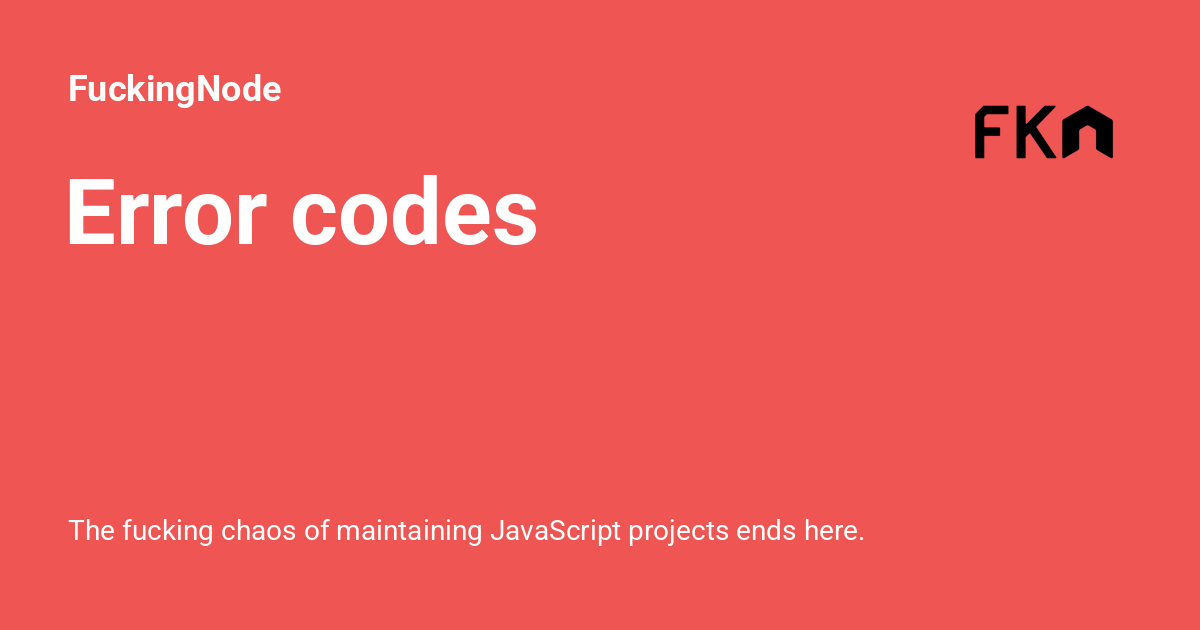 FuckingNode
FKn
Error codes
The fucking chaos of maintaining JavaScript projects ends here.